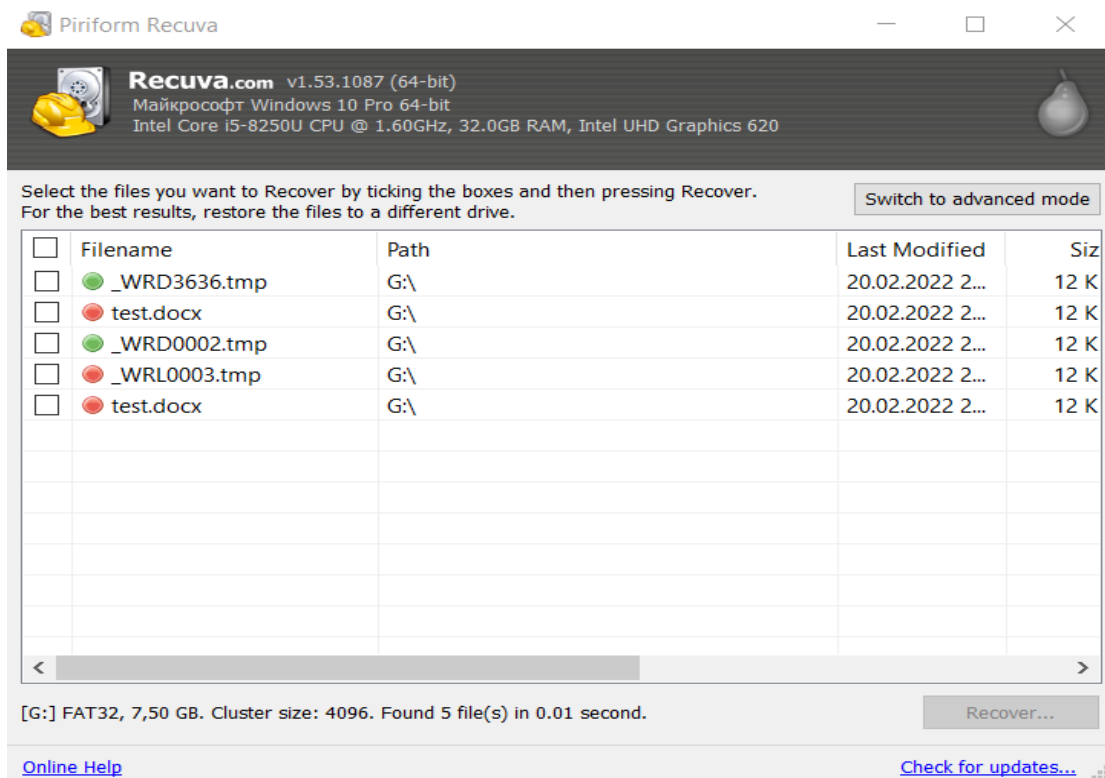 Piriform Recuva
Recuva.com v1.53.1087 (64-bit)
Майкрософт Windows 10 Pro 64-bit
Intel Core i5-8250U CPU @ 1.60GHz, 32.0GB RAM, Intel UHD Graphics 620
Select the files you want to Recover by ticking the boxes and then pressing Recover.
For the best results, restore the files to a different drive.
Switch to advanced mode
Filename Path Last Modified Siz
_WRD3636.tmp G:\ 20.02.2022 2... 12 K
test.docx G:\ 20.02.2022 2... 12 K
_WRD0002.tmp G:\ 20.02.2022 2... 12 K
_WRL0003.tmp G:\ 20.02.2022 2... 12 K
test.docx G:\ 20.02.2022 2... 12 K
[G:] FAT32, 7,50 GB. Cluster size: 4096. Found 5 file(s) in 0.01 second.
Recover...
Online Help Check for updates...